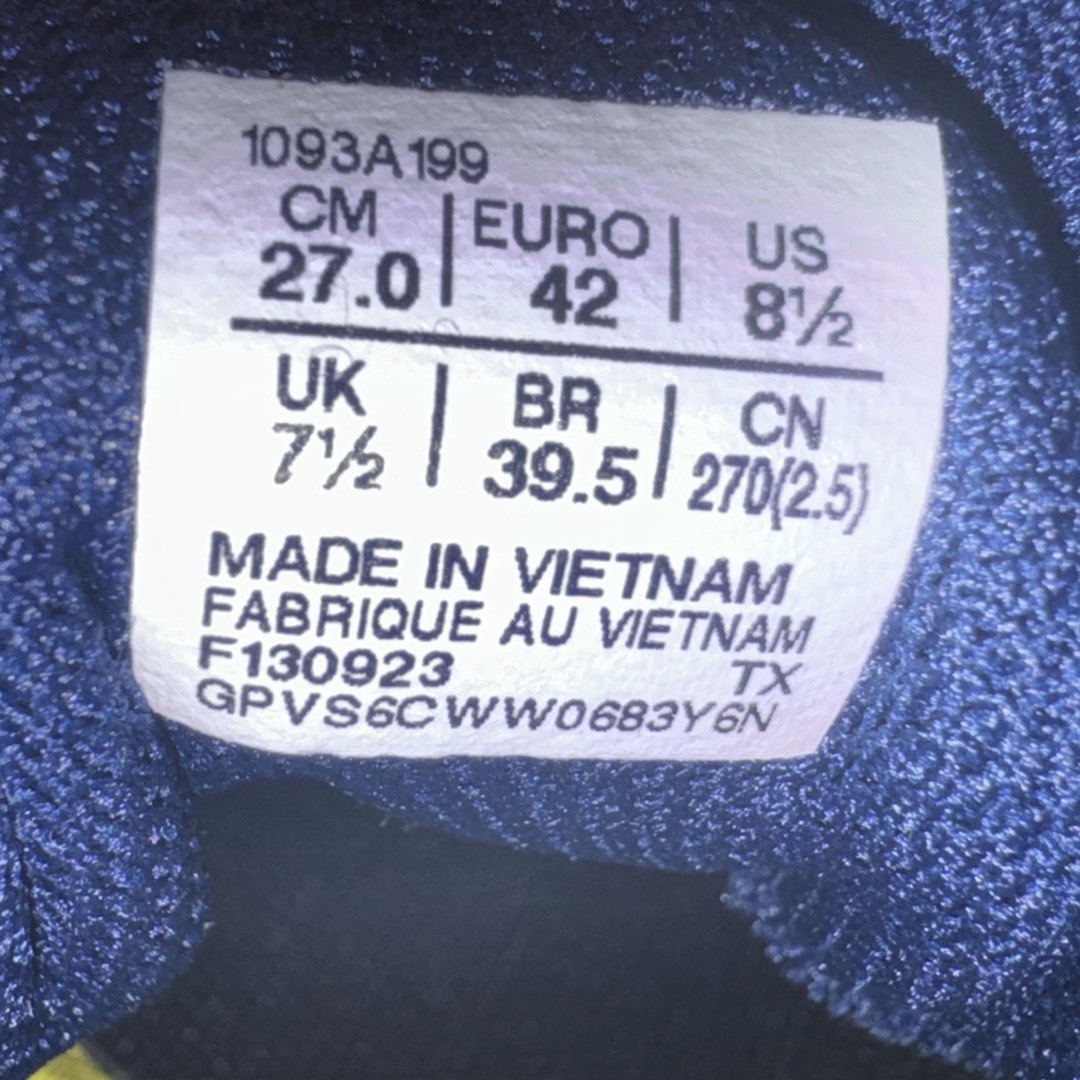 1093A199
CM | EURO | US
27.0 | 42 | 8½
UK | BR | CN
7½ | 39.5 | 270(2.5)
MADE IN VIETNAM
FABRIQUE AU VIETNAM
F130923 TX
GPVS6CWW0683Y6N